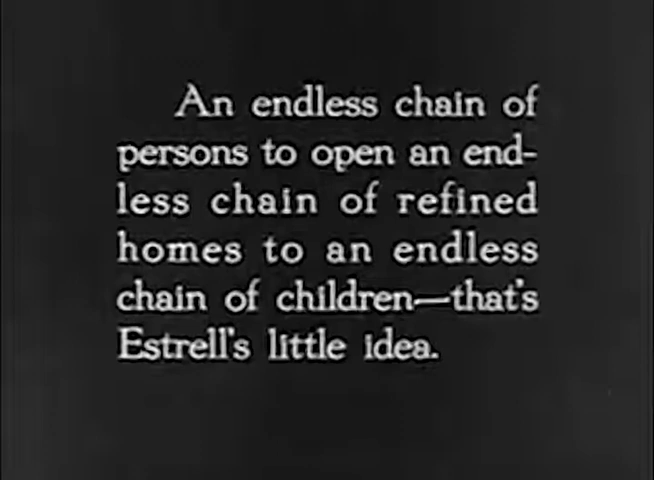 An endless chain of
persons to open an end-
less chain of refined
homes to an endless
chain of children—that's
Estrell's little idea.